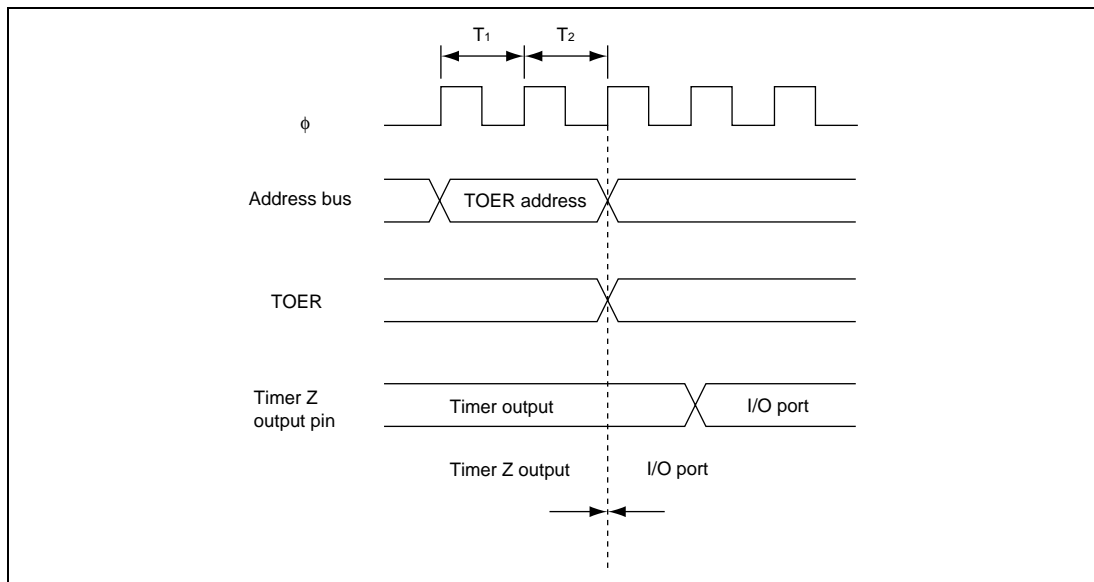 T1 T2
ϕ
Address bus TOER address
TOER
Timer Z
output pin
Timer output I/O port
Timer Z output I/O port